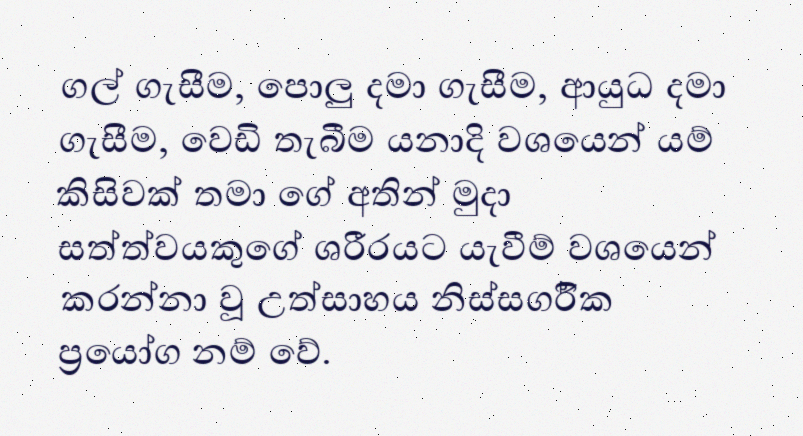 ගල් ගැසීම, පොලු දමා ගැසීම, ආයුධ දමා
ගැසීම, වෙඩි තැබීම යනාදි වශයෙන් යම්
කිසිවක් තමා ගේ අතින් මුදා
සත්ත්වයකුගේ ශරීරයට යැවීම් වශයෙන්
කරන්නා වූ උත්සාහය නිස්සගර්‍ගික
ප්‍රයෝග නම් වේ.